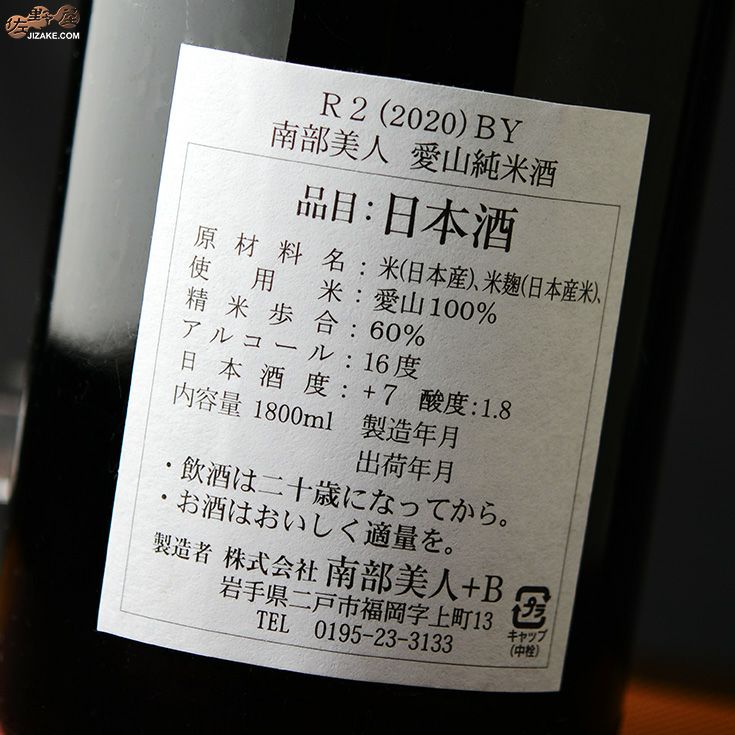 佐野屋
JIZAKE.COM
R2(2020)BY
南部美人 愛山純米酒
品目:日本酒
原材料名:米(日本産)、米麹(日本産米)、
使用米:愛山100%
精米歩合:60%
アルコール:16度
日本酒度:+7 酸度:1.8
内容量 1800ml 製造年月
出荷年月
・飲酒は二十歳になってから。
・お酒はおいしく適量を。
製造者 株式会社 南部美人+B
岩手県二戸市福岡字上町13
TEL 0195-23-3133
プラ
キャップ
(中栓)